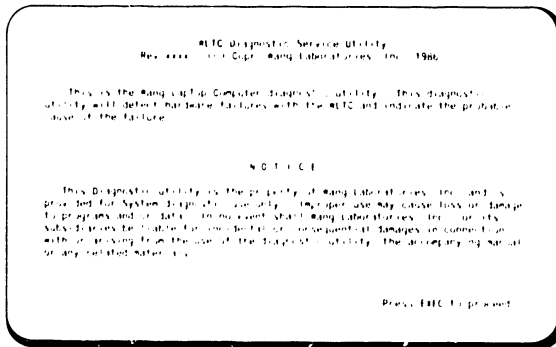 WLTC Diagnostic Service Utility
Rev xxxx (c) Copr. Wang Laboratories, Inc. 1986
This is the Wang Laptop Computer diagnostic utility. This diagnostic
utility will detect hardware failures with the WLTC and indicate the probable
cause of the failure.
N O T I C E
This Diagnostic utility is the property of Wang Laboratories, Inc. and is
provided for System diagnostic use only. Improper use may cause loss or damage
to programs and/or data. In no event shall Wang Laboratories, Inc. or its
subsidiaries be liable for incidental or consequential damages in connection
with or arising from the use of the diagnostic utility, the accompanying manual
or any related materials.
Press EXEC to proceed